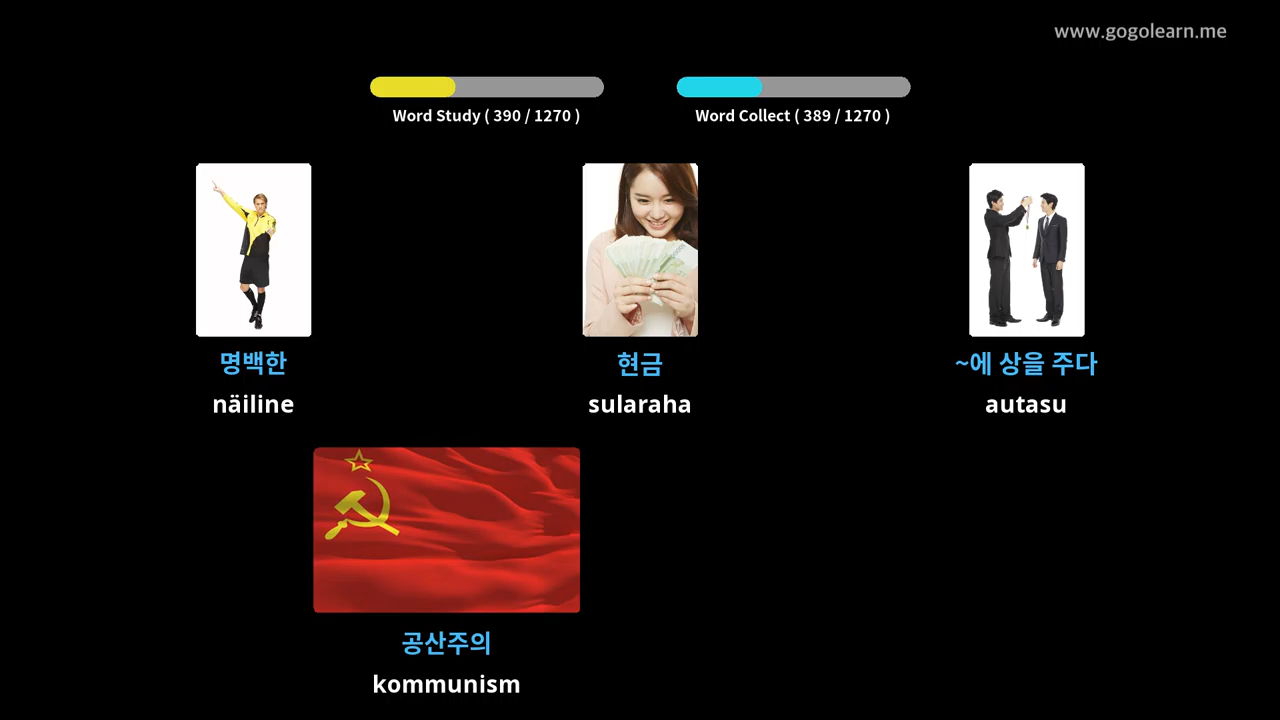 www.gogolearn.me
Word Study ( 390 / 1270 )
Word Collect ( 389 / 1270 )
명백한
näiline
현금
sularaha
~에 상을 주다
autasu
공산주의
kommunism